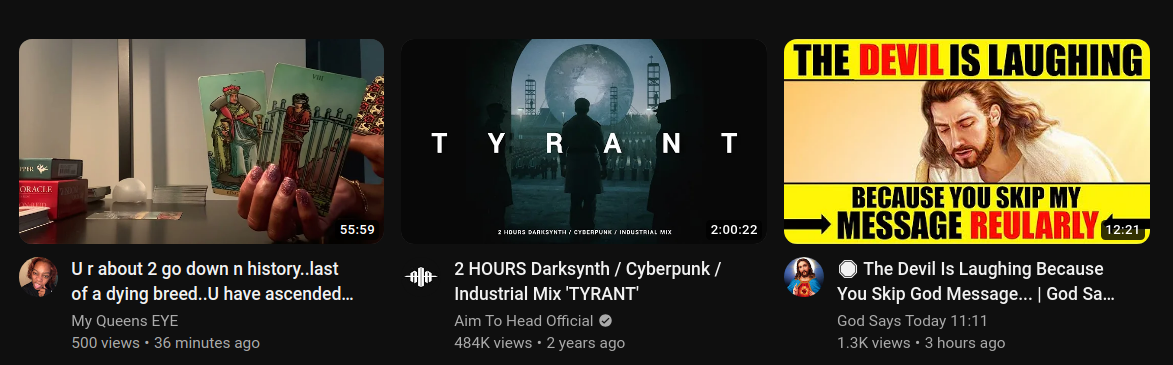 VIII
PPER
ORACLE
55:59
U r about 2 go down n history..last
of a dying breed..U have ascended...
My Queens EYE
500 views • 36 minutes ago
TYRANT
2 HOURS DARKSYNTH / CYBERPUNK / INDUSTRIAL MIX
2:00:22
2 HOURS Darksynth / Cyberpunk /
Industrial Mix 'TYRANT'
Aim To Head Official
484K views • 2 years ago
THE DEVIL IS LAUGHING
BECAUSE YOU SKIP MY
MESSAGE REULARLY
12:21
The Devil Is Laughing Because
You Skip God Message... | God Sa...
God Says Today 11:11
1.3K views • 3 hours ago